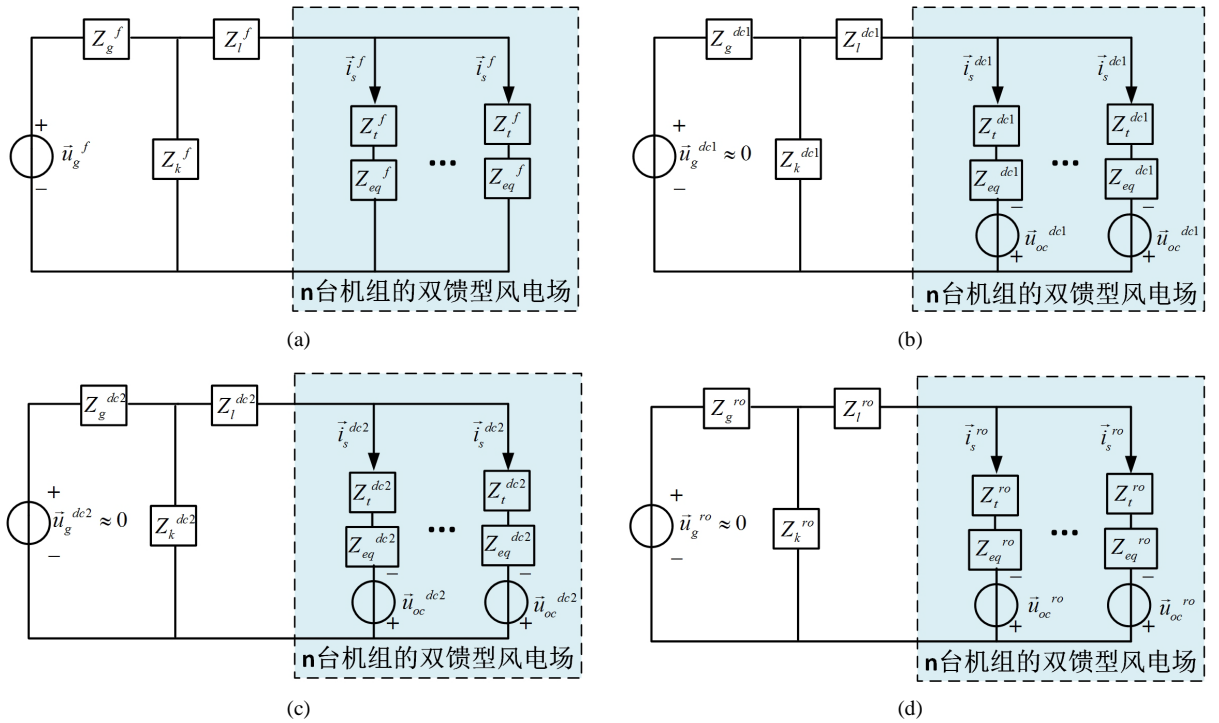 Z_g^f Z_l^f
i_s^f i_s^f
+
u_g^f
−
Z_k^f
Z_t^f Z_t^f
Z_eq^f ... Z_eq^f
n台机组的双馈型风电场
(a)
Z_g^dc1 Z_l^dc1
i_s^dc1 i_s^dc1
+
u_g^dc1 ≈ 0
−
Z_k^dc1
Z_t^dc1 Z_t^dc1
Z_eq^dc1 ... Z_eq^dc1
− −
u_oc^dc1 u_oc^dc1
+ +
n台机组的双馈型风电场
(b)
Z_g^dc2 Z_l^dc2
i_s^dc2 i_s^dc2
+
u_g^dc2 ≈ 0
−
Z_k^dc2
Z_t^dc2 Z_t^dc2
Z_eq^dc2 ... Z_eq^dc2
− −
u_oc^dc2 u_oc^dc2
+ +
n台机组的双馈型风电场
(c)
Z_g^ro Z_l^ro
i_s^ro i_s^ro
+
u_g^ro ≈ 0
−
Z_k^ro
Z_t^ro Z_t^ro
Z_eq^ro ... Z_eq^ro
− −
u_oc^ro u_oc^ro
+ +
n台机组的双馈型风电场
(d)